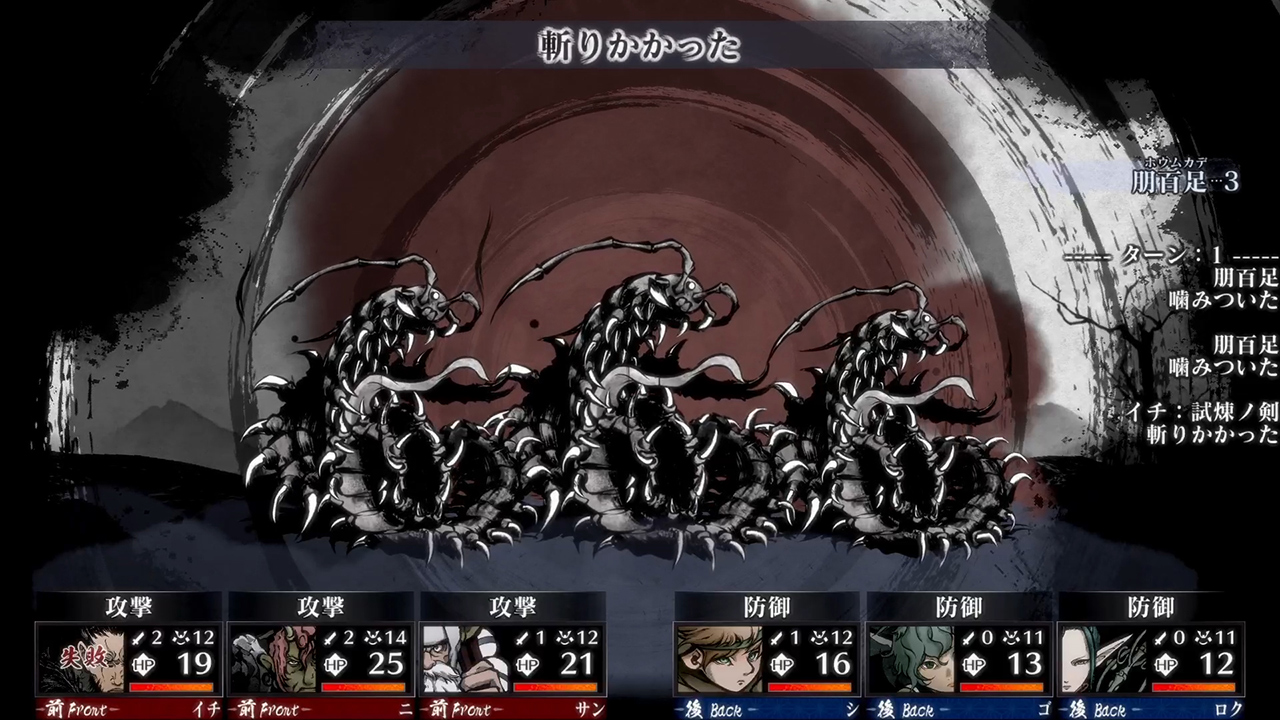 斬りかかった
ホウムカデ
朋百足…3
----- ターン：1 -----
朋百足
噛みついた
朋百足
噛みついた
イチ：試煉ノ剣
斬りかかった
攻撃
2 12
失敗
HP 19
前 Front イチ
攻撃
2 14
HP 25
前 Front ニ
攻撃
1 12
HP 21
前 Front サン
防御
1 12
HP 16
後 Back シ
防御
0 11
HP 13
後 Back ゴ
防御
0 11
HP 12
後 Back ロク